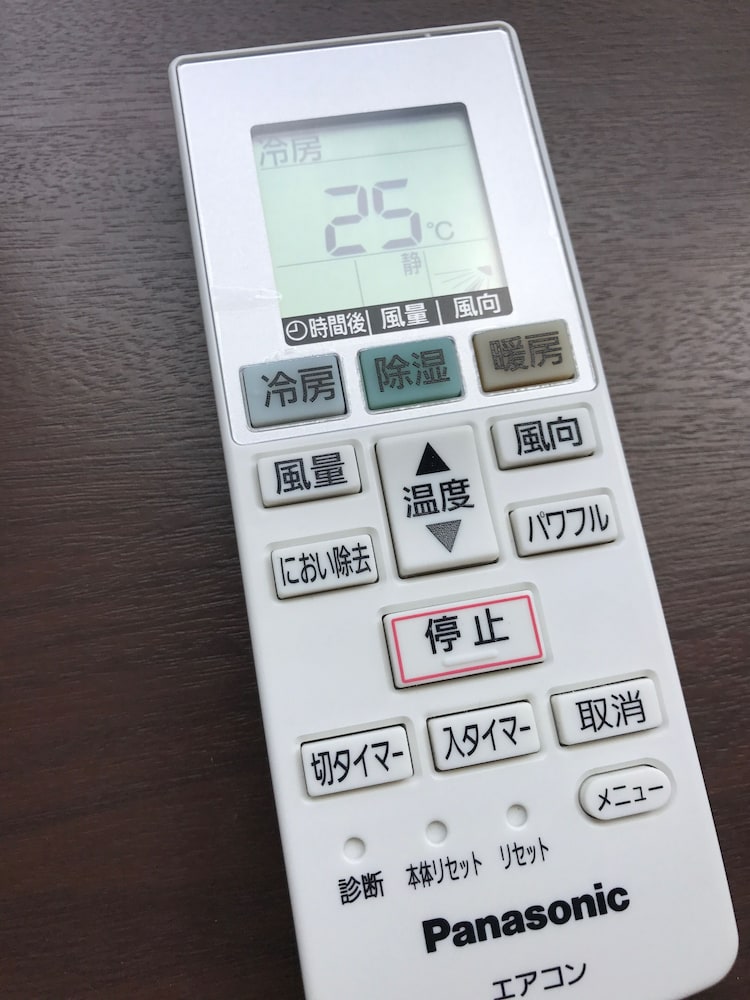 冷房
25℃
静
時間後 風量 風向
冷房 除湿 暖房
風量 温度 風向
におい除去 パワフル
停止
切タイマー 入タイマー 取消
メニュー
診断 本体リセット リセット
Panasonic
エアコン